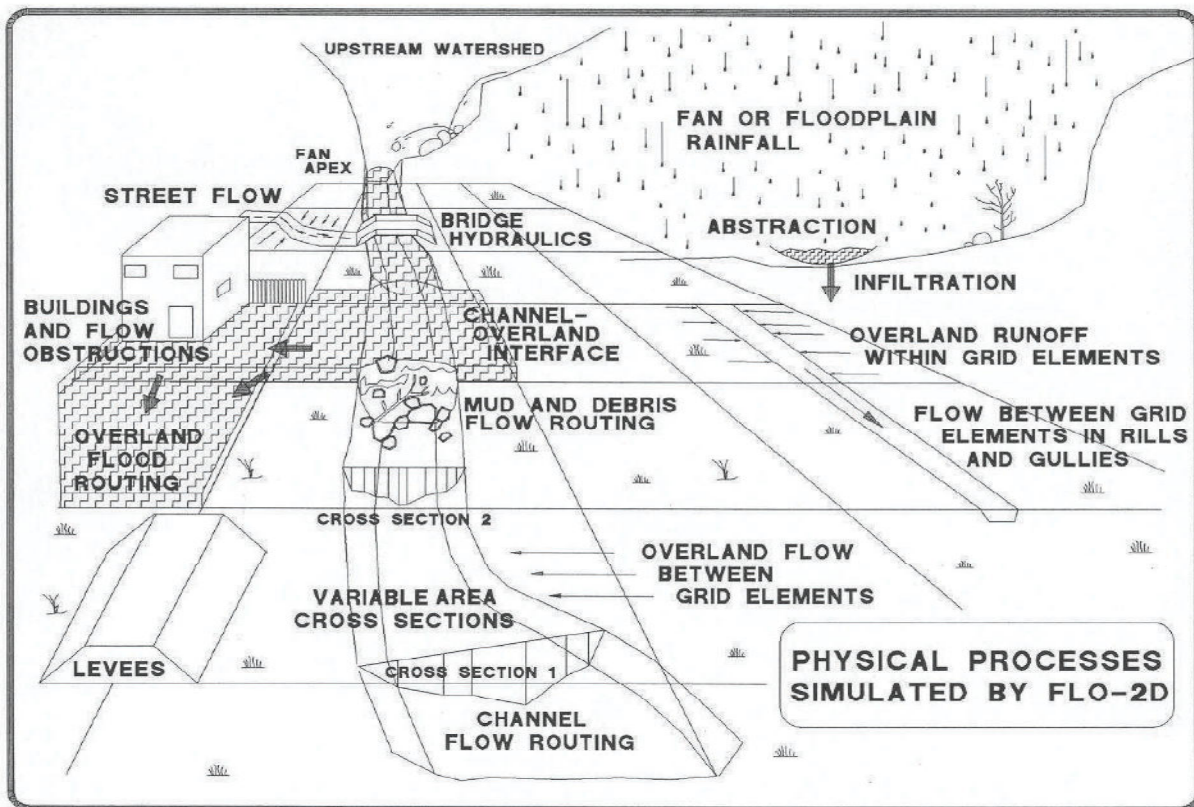 UPSTREAM WATERSHED
FAN OR FLOODPLAIN
RAINFALL
FAN
APEX
STREET FLOW
BRIDGE
HYDRAULICS
ABSTRACTION
INFILTRATION
BUILDINGS
AND FLOW
OBSTRUCTIONS
CHANNEL-
OVERLAND
INTERFACE
OVERLAND RUNOFF
WITHIN GRID ELEMENTS
MUD AND DEBRIS
FLOW ROUTING
FLOW BETWEEN GRID
ELEMENTS IN RILLS
AND GULLIES
OVERLAND
FLOOD
ROUTING
CROSS SECTION 2
OVERLAND FLOW
BETWEEN
GRID ELEMENTS
VARIABLE AREA
CROSS SECTIONS
LEVEES
CROSS SECTION 1
CHANNEL
FLOW ROUTING
PHYSICAL PROCESSES
SIMULATED BY FLO-2D